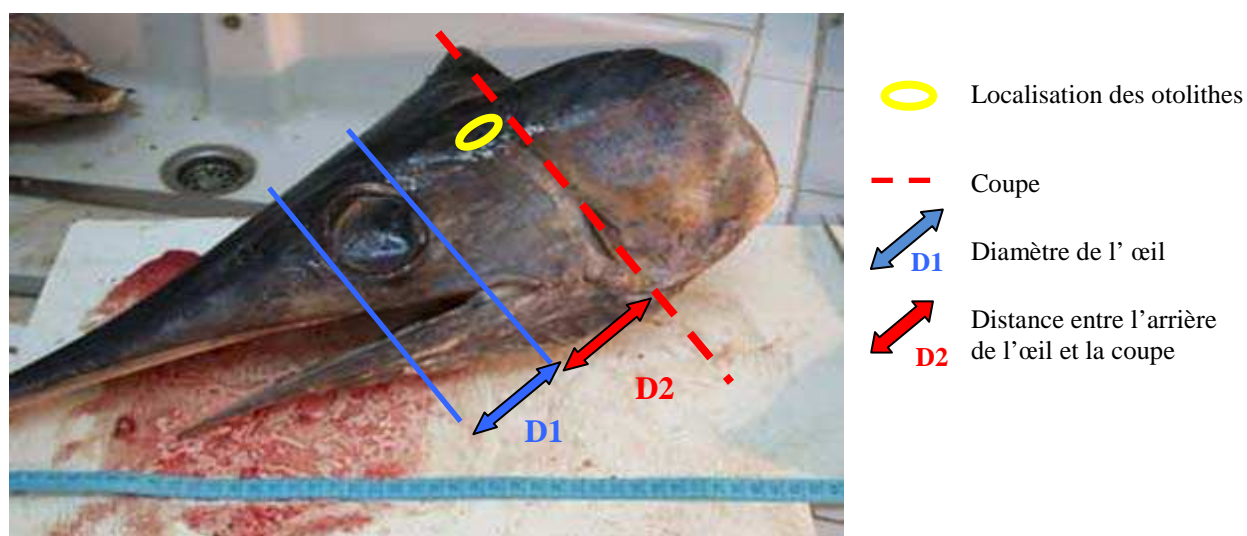 D1
D2
Localisation des otolithes
Coupe
D1
Diamètre de l' œil
D2
Distance entre l'arrière
de l'œil et la coupe